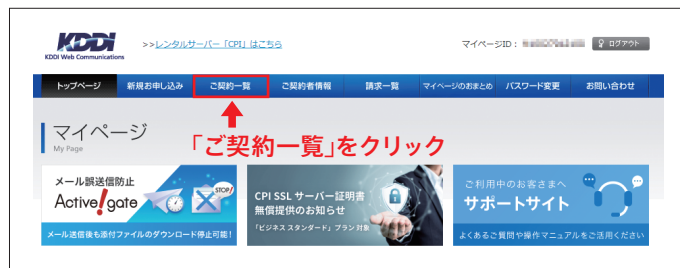 KDDI
KDDI Web Communications
>>レンタルサーバー「CPI」はこちら
マイページID：
ログアウト
トップページ 新規お申し込み ご契約一覧 ご契約者情報 請求一覧 マイページのおまとめ パスワード変更 お問い合わせ
マイページ
My Page
「ご契約一覧」をクリック
メール誤送信防止
Active!gate
STOP!
メール送信後も添付ファイルのダウンロード停止可能！
CPI SSL サーバー証明書
無償提供のお知らせ
「ビジネス スタンダード」プラン対象
ご利用中のお客さまへ
サポートサイト
よくあるご質問や操作マニュアルをご活用ください